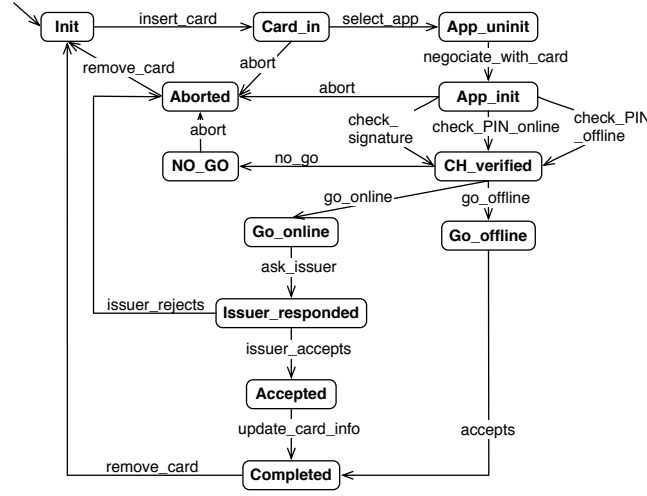 Init
insert_card
Card_in
select_app
App_uninit
negociate_with_card
remove_card
abort
Aborted
abort
App_init
check_
signature
check_PIN_online
check_PIN
_offline
abort
NO_GO
no_go
CH_verified
go_online
go_offline
Go_online
Go_offline
ask_issuer
issuer_rejects
Issuer_responded
issuer_accepts
Accepted
update_card_info
accepts
remove_card
Completed